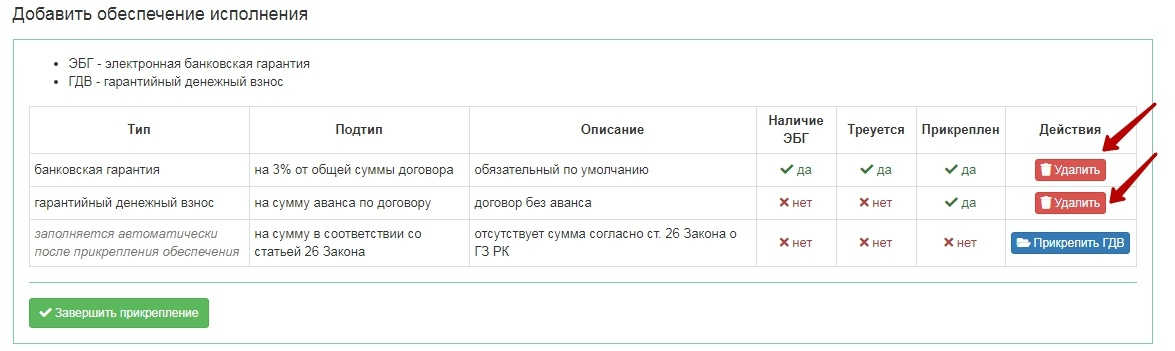 Добавить обеспечение исполнения
ЭБГ - электронная банковская гарантия
ГДВ - гарантийный денежный взнос
Тип Подтип Описание Наличие ЭБГ Треуется Прикреплен Действия
банковская гарантия на 3% от общей суммы договора обязательный по умолчанию да да да Удалить
гарантийный денежный взнос на сумму аванса по договору договор без аванса нет нет да Удалить
заполняется автоматически на сумму в соответствии со отсутствует сумма согласно ст. 26 Закона о нет нет нет Прикрепить ГДВ
после прикрепления обеспечения статьей 26 Закона ГЗ РК
Завершить прикрепление